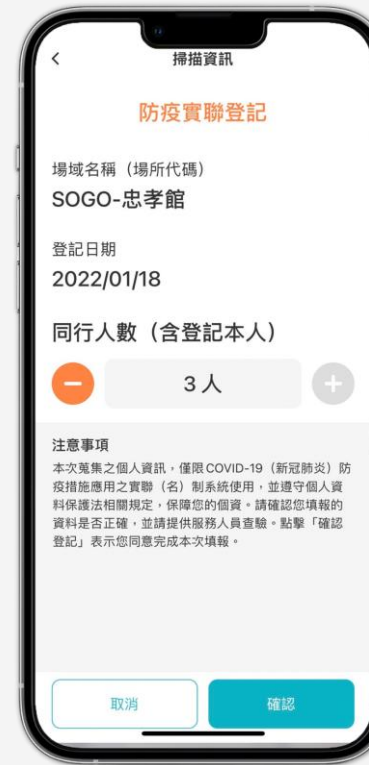 掃描資訊
防疫實聯登記
場域名稱（場所代碼）
SOGO-忠孝館
登記日期
2022/01/18
同行人數（含登記本人）
3人
注意事項
本次蒐集之個人資訊，僅限COVID-19（新冠肺炎）防
疫措施應用之實聯（名）制系統使用，並遵守個人資
料保護法相關規定，保障您的個資。請確認您填報的
資料是否正確，並請提供服務人員查驗。點擊「確認
登記」表示您同意完成本次填報。
取消
確認